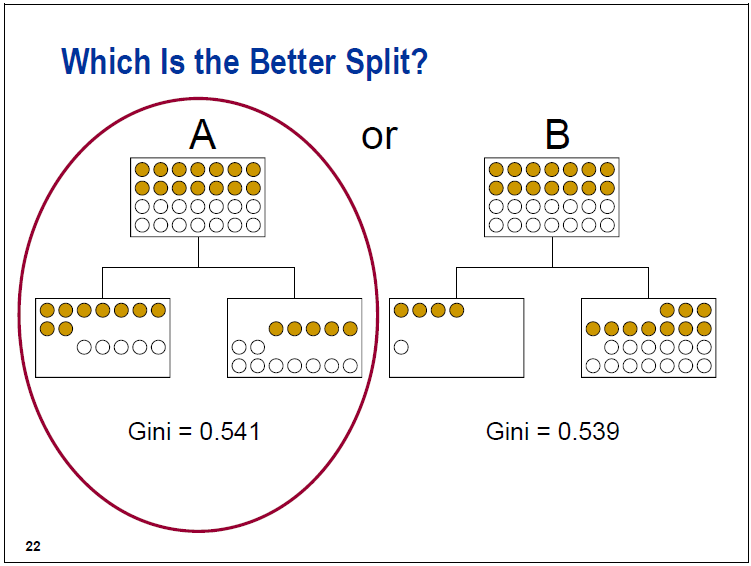 Which Is the Better Split?
A or B
Gini = 0.541 Gini = 0.539
22